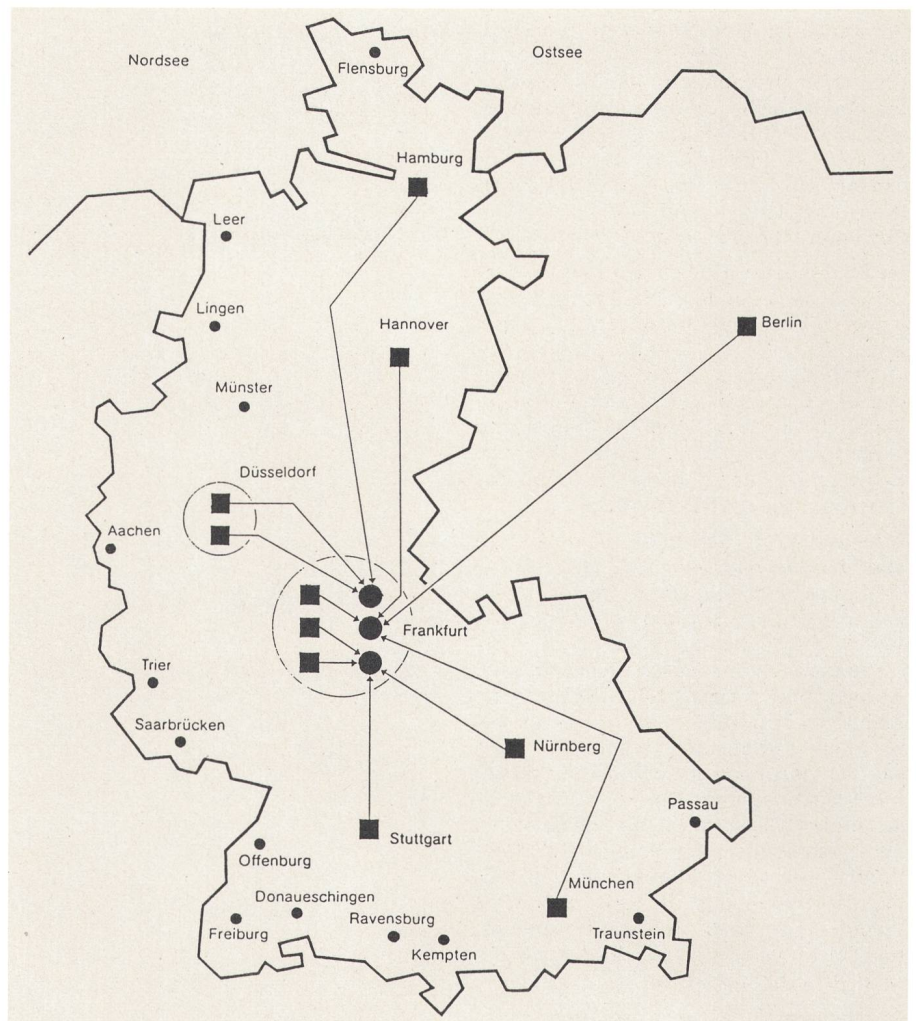 Nordsee
Ostsee
Flensburg
Hamburg
Leer
Lingen
Hannover
Berlin
Münster
Düsseldorf
Aachen
Frankfurt
Trier
Saarbrücken
Nürnberg
Passau
Stuttgart
Offenburg
München
Donaueschingen
Ravensburg
Freiburg
Traunstein
Kempten